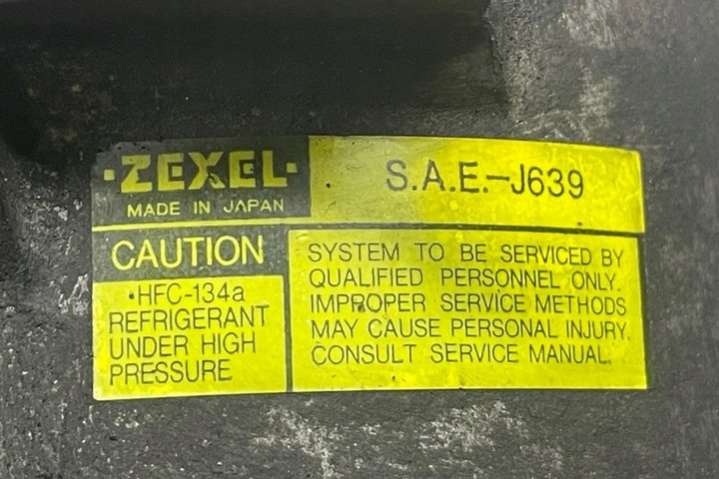 ·ZEXEL·
MADE IN JAPAN
S.A.E.-J639
CAUTION
·HFC-134a
REFRIGERANT
UNDER HIGH
PRESSURE
SYSTEM TO BE SERVICED BY
QUALIFIED PERSONNEL ONLY.
IMPROPER SERVICE METHODS
MAY CAUSE PERSONAL INJURY.
CONSULT SERVICE MANUAL.